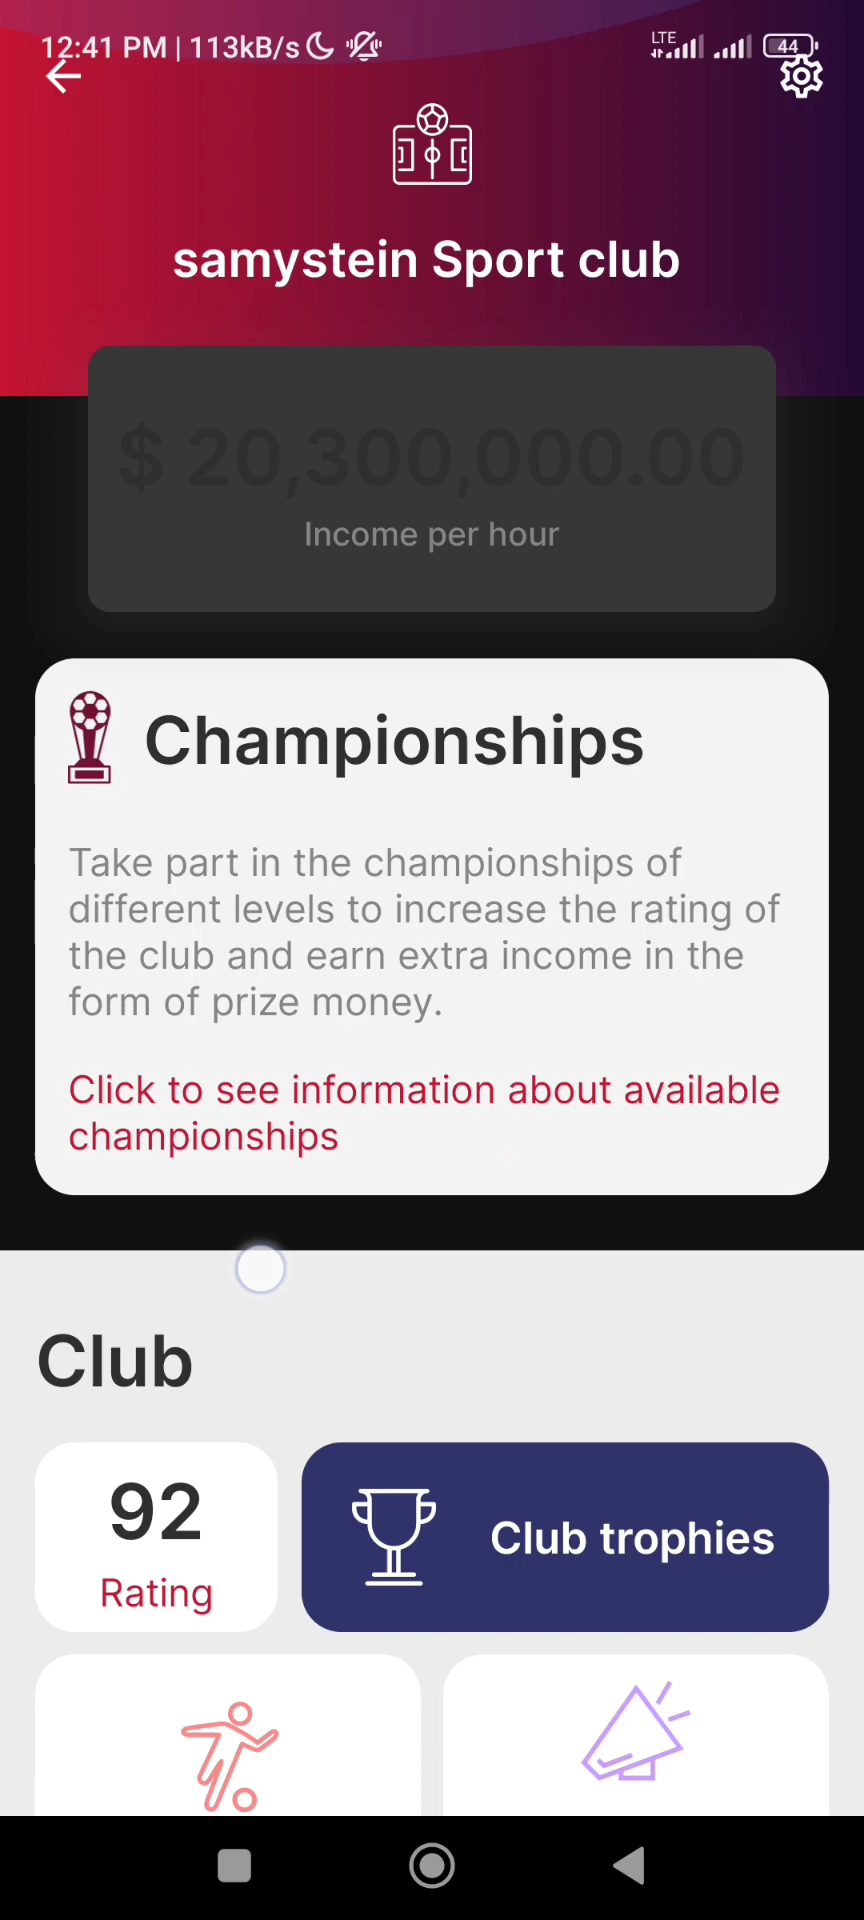 12:41 PM | 113kB/s
LTE
44
samystein Sport club
$ 20,300,000.00
Income per hour
Championships
Take part in the championships of
different levels to increase the rating of
the club and earn extra income in the
form of prize money.
Click to see information about available
championships
Club
92
Rating
Club trophies